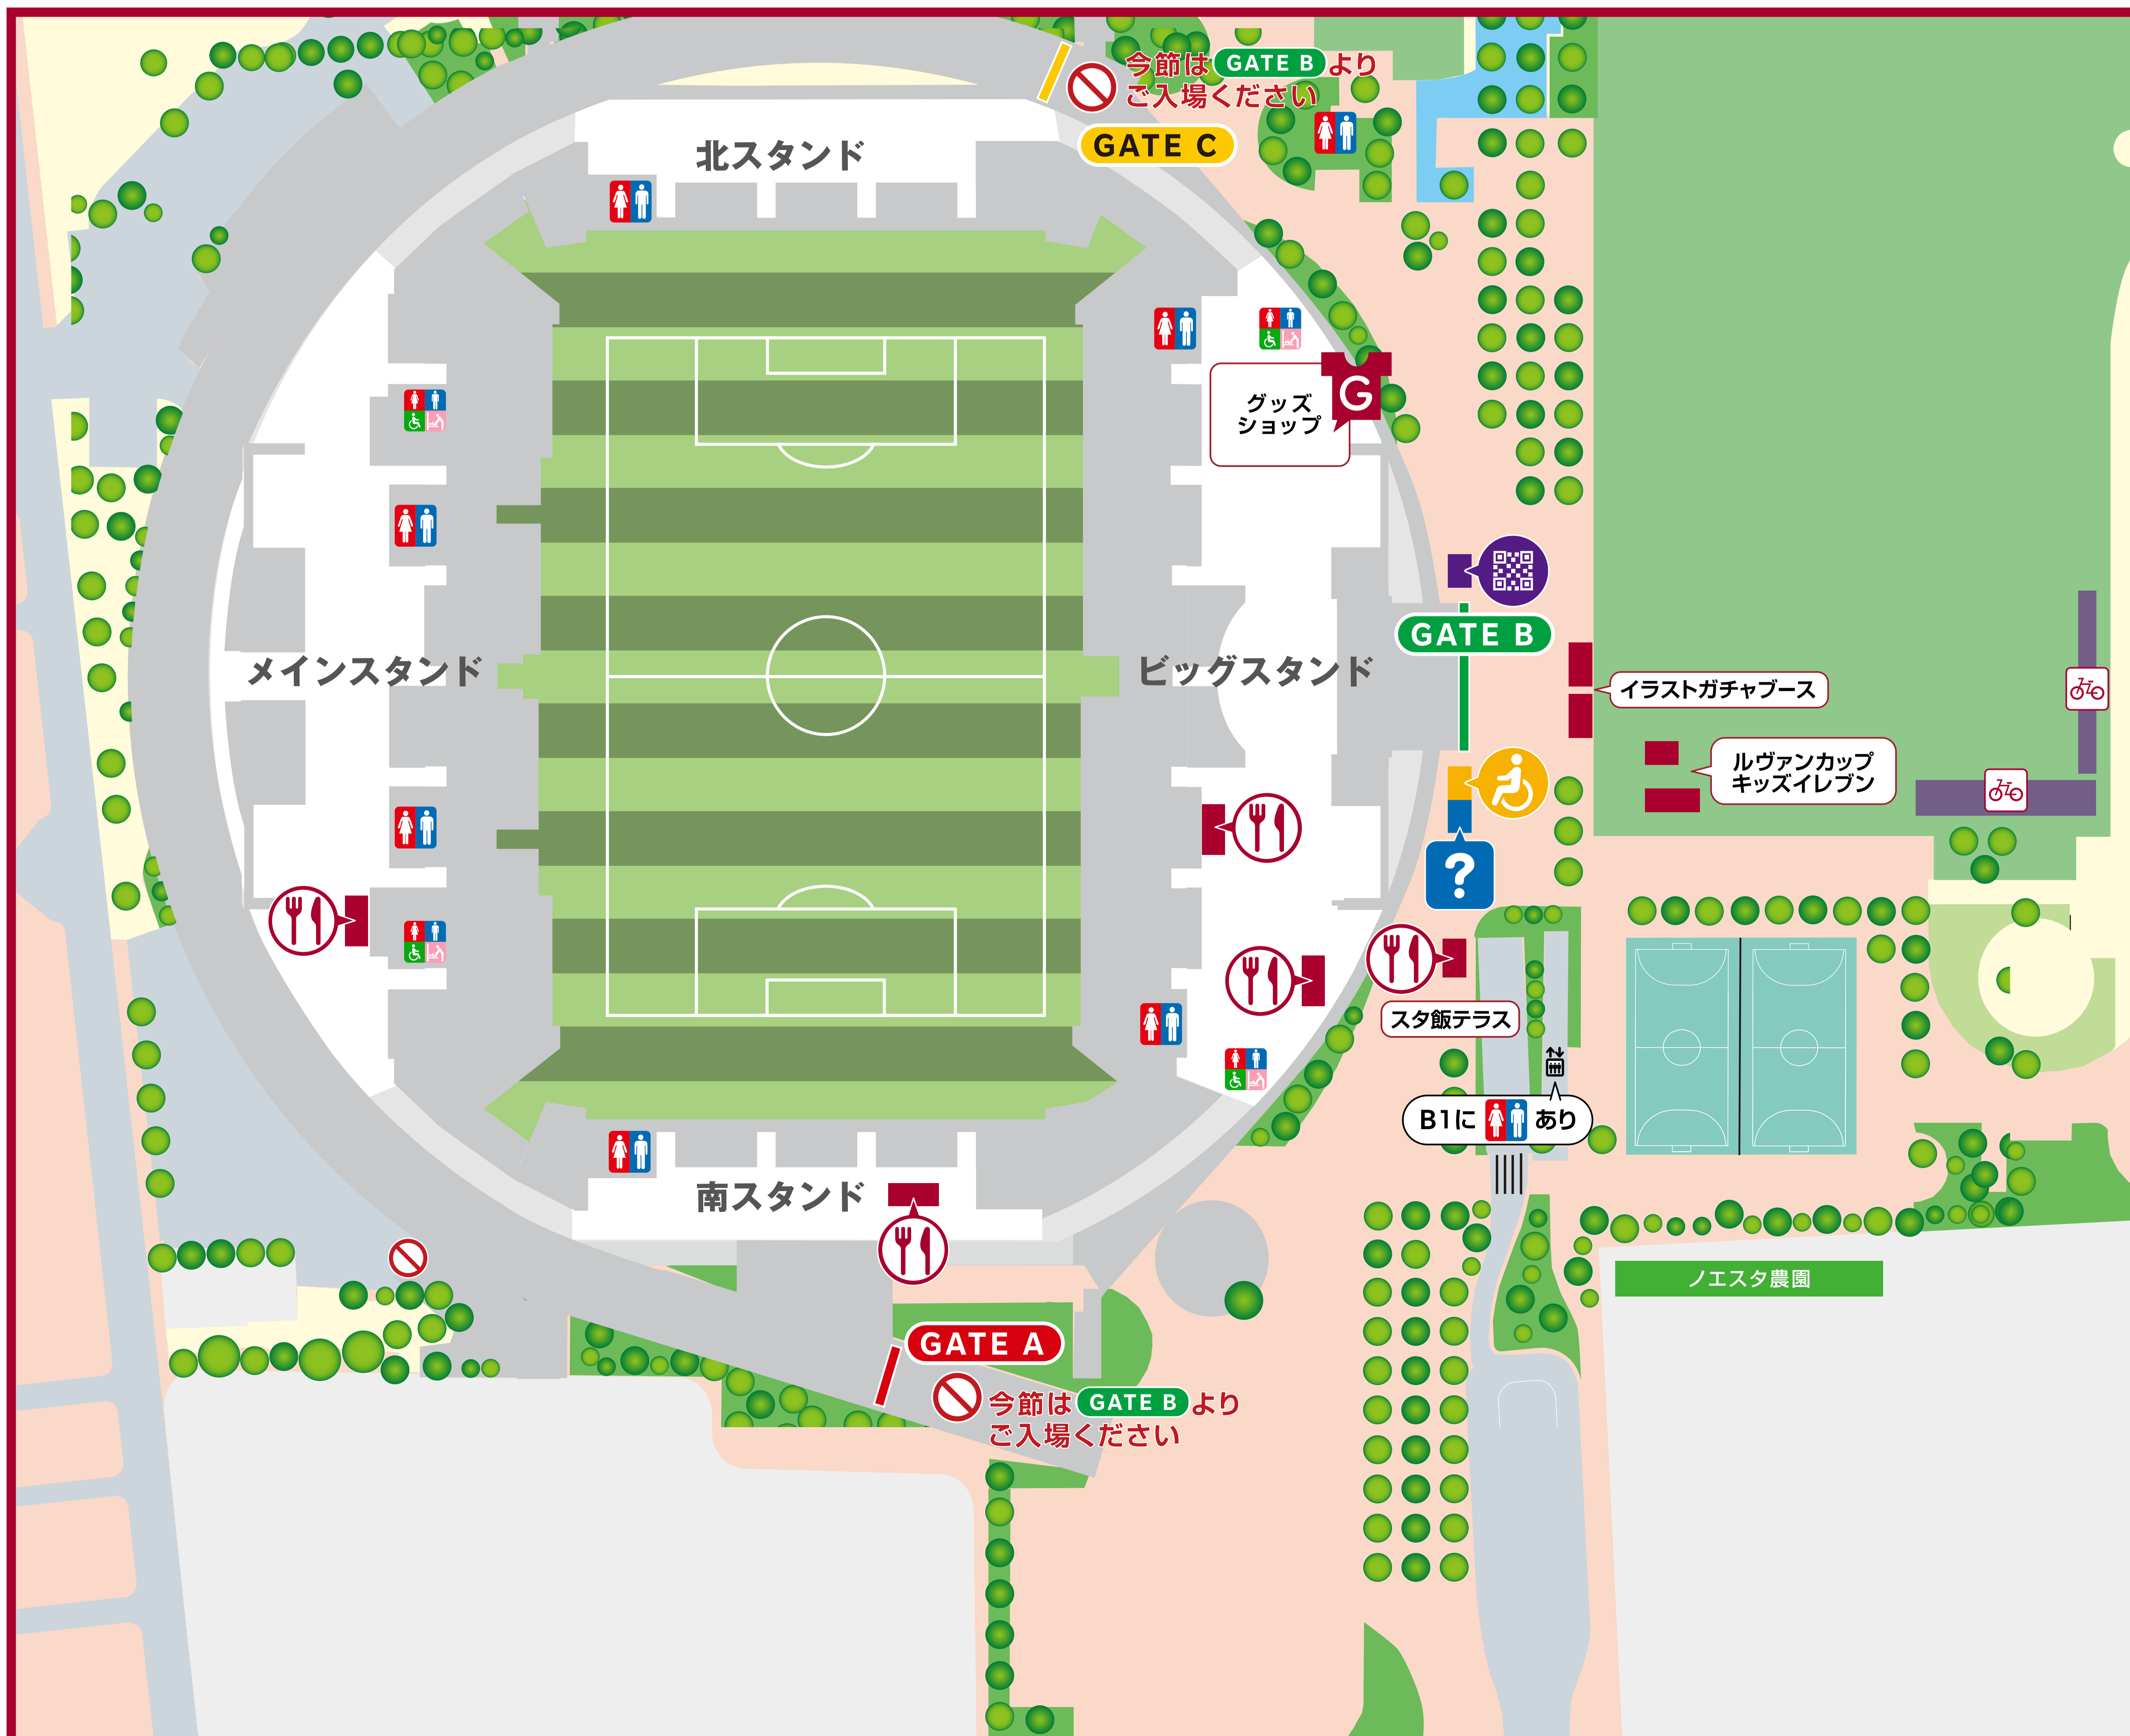 今節は GATE B より
ご入場ください
GATE C
北スタンド
G
グッズ
ショップ
GATE B
メインスタンド
ビッグスタンド
イラストガチャブース
ルヴァンカップ
キッズイレブン
?
スタ飯テラス
B1に あり
南スタンド
ノエスタ農園
GATE A
今節は GATE B より
ご入場ください